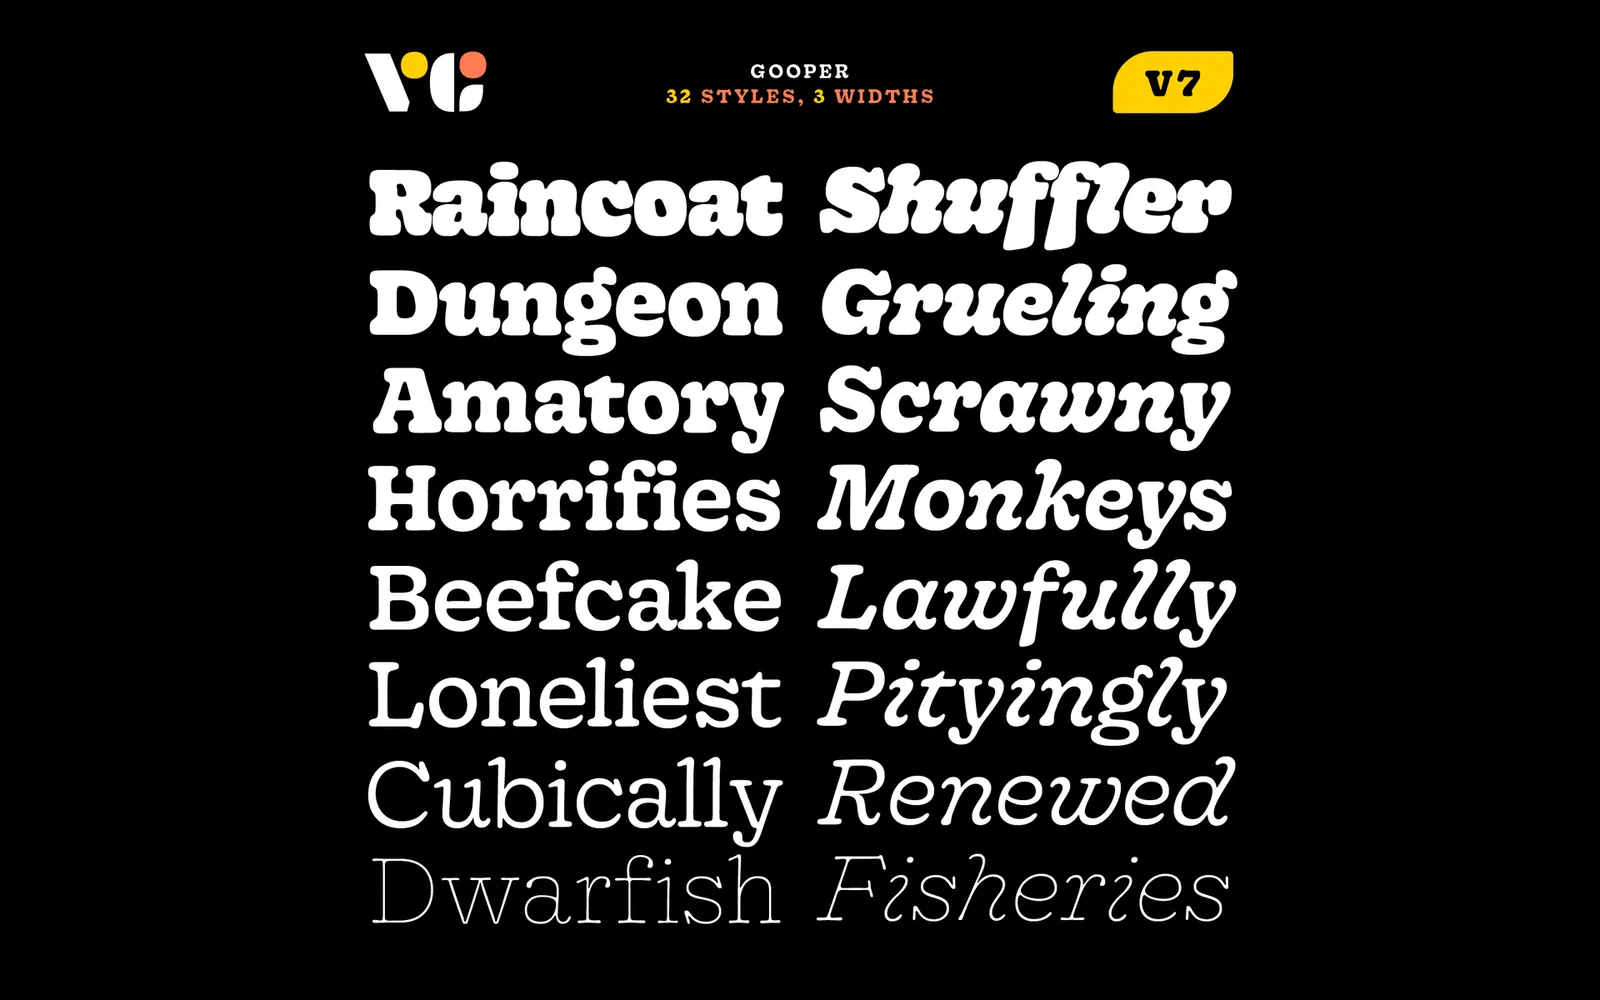 VG
GOOPER
32 STYLES, 3 WIDTHS
V7
Raincoat
Shuffler
Dungeon
Grueling
Amatory
Scrawny
Horrifies
Monkeys
Beefcake
Lawfully
Loneliest
Pityingly
Cubically
Renewed
Dwarfish
Fisheries